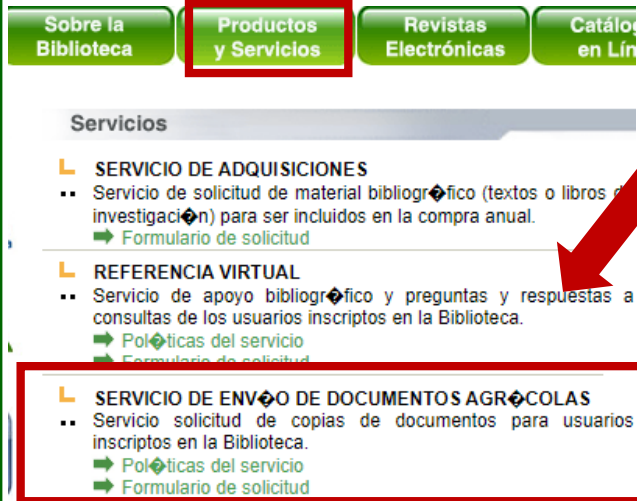 Sobre la Biblioteca
Productos y Servicios
Revistas Electrónicas
en
Servicios
SERVICIO DE ADQUISICIONES
Servicio de solicitud de material bibliogr�fico (textos o libros
investigaci�n) para ser incluidos en la compra anual.
Formulario de solicitud
REFERENCIA VIRTUAL
Servicio de apoyo bibliogr�fico y preguntas y respuestas a
consultas de los usuarios inscriptos en la Biblioteca.
Pol�ticas del servicio
Formulario de solicitud
SERVICIO DE ENV�O DE DOCUMENTOS AGR�COLAS
Servicio solicitud de copias de documentos para usuarios
inscriptos en la Biblioteca.
Pol�ticas del servicio
Formulario de solicitud